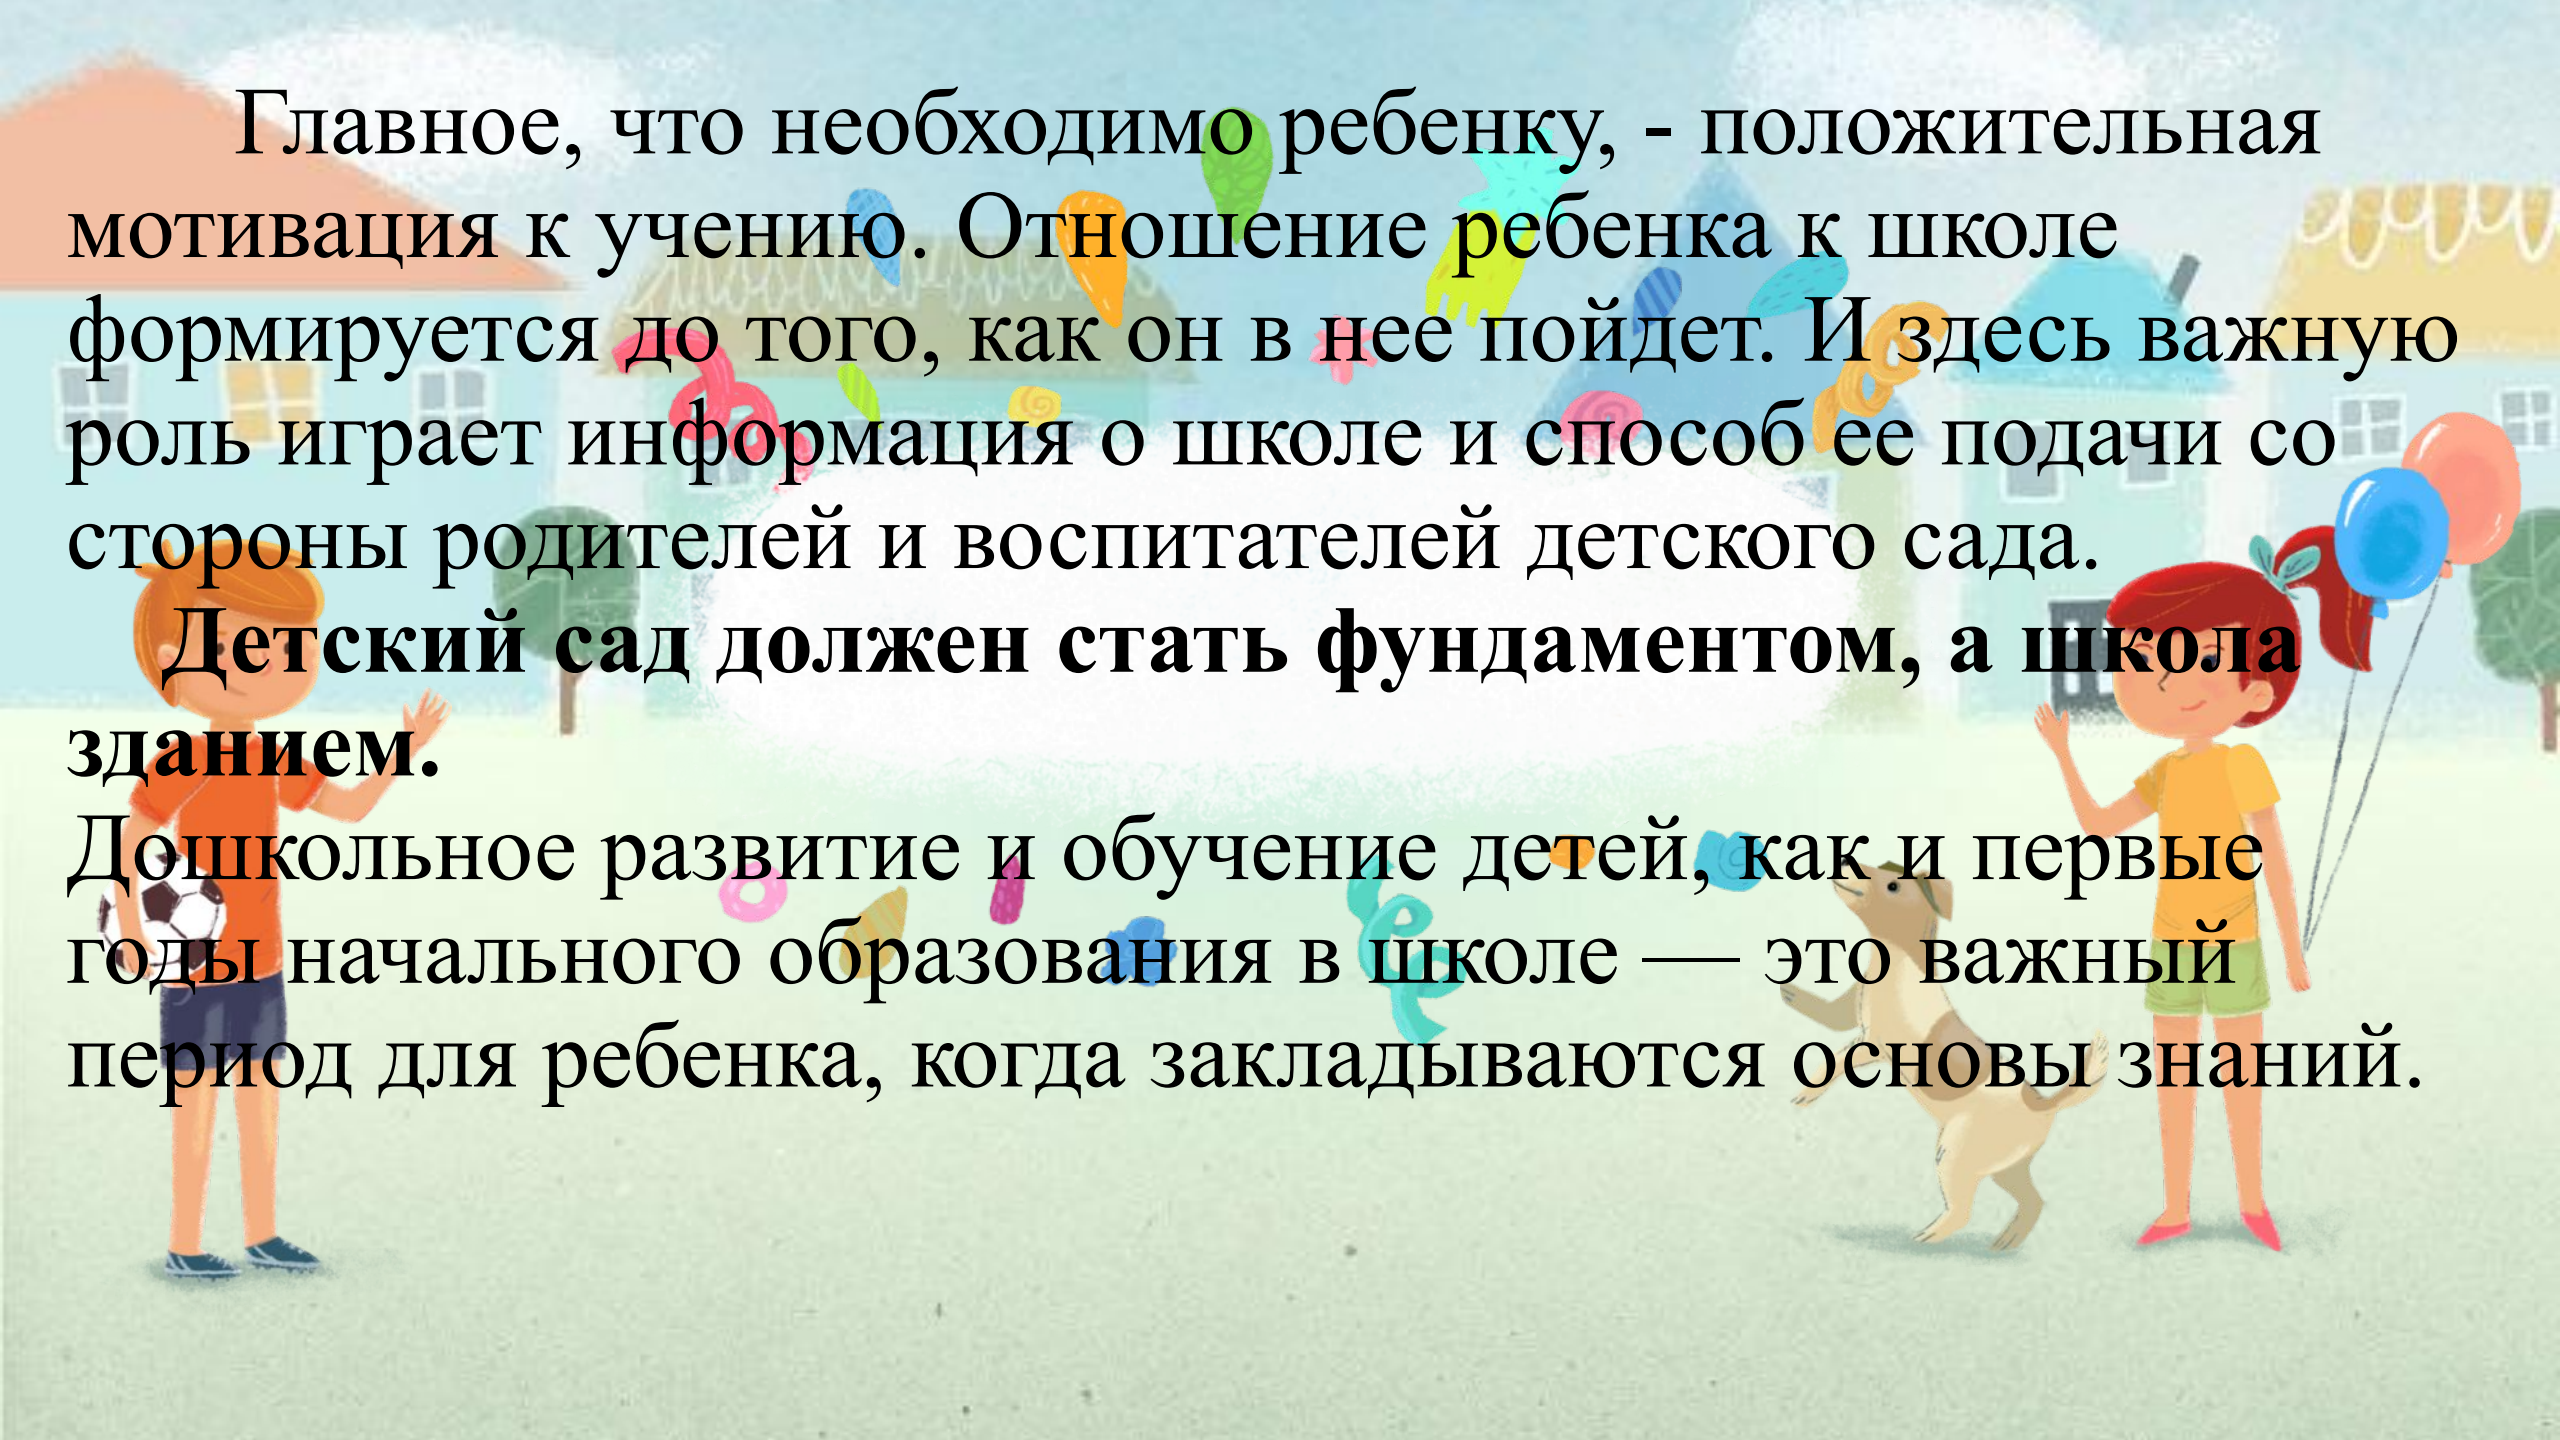 Главное, что необходимо ребенку, - положительная
мотивация к учению. Отношение ребенка к школе
формируется до того, как он в нее пойдет. И здесь важную
роль играет информация о школе и способ ее подачи со
стороны родителей и воспитателей детского сада.
Детский сад должен стать фундаментом, а школа
зданием.
Дошкольное развитие и обучение детей, как и первые
годы начального образования в школе — это важный
период для ребенка, когда закладываются основы знаний.